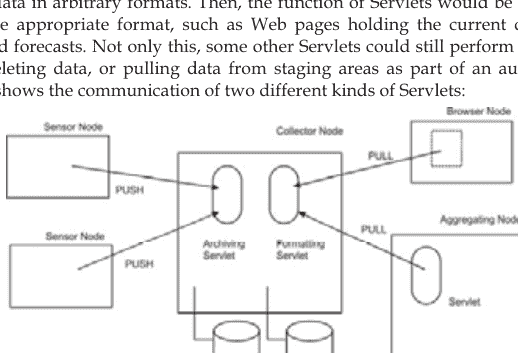 data in arbitrary formats. Then, the function of Servlets would be
e appropriate format, such as Web pages holding the current
d forecasts. Not only this, some other Servlets could still perform
eleting data, or pulling data from staging areas as part of an au
shows the communication of two different kinds of Servlets:
Browser Node
Sensor Node
Collector Node
PULL
PUSH
Aggregating Node
PULL
Sensor Node
Archiving
Servlet
Formatting
Servlet
PUSH
Servlet